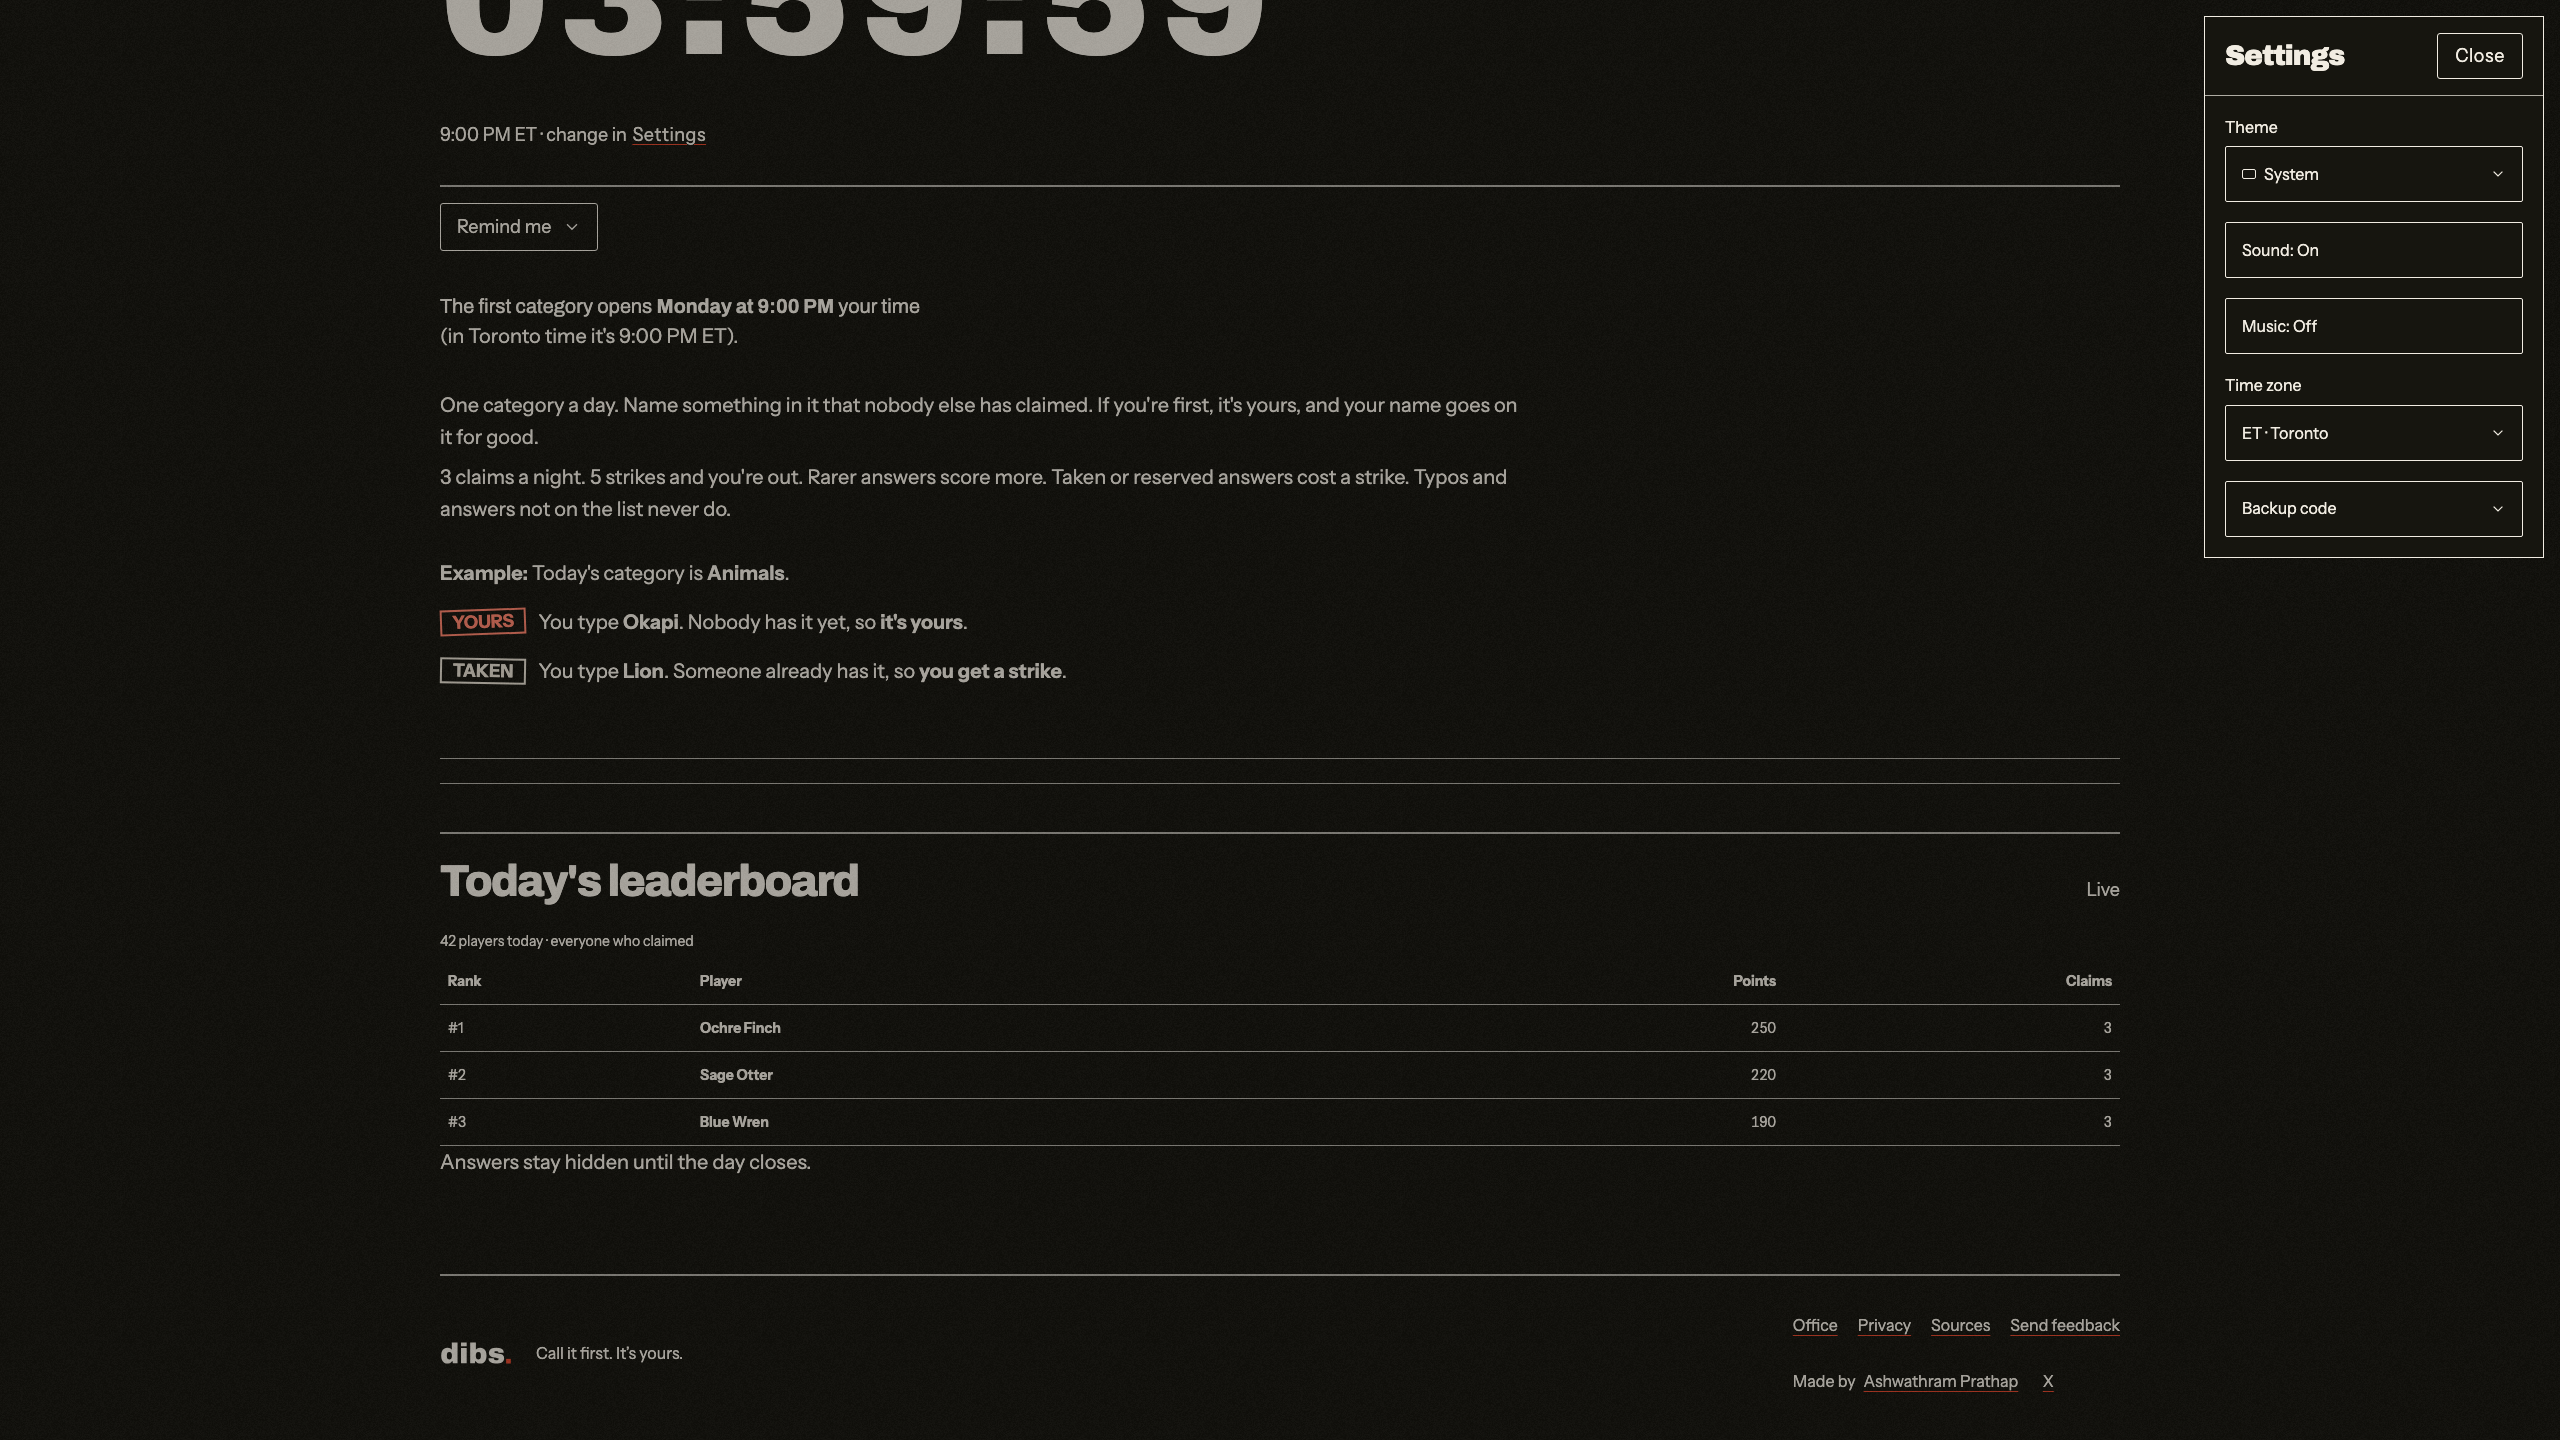 03:59:59
9:00 PM ET · change in Settings
Remind me
The first category opens Monday at 9:00 PM your time
(in Toronto time it's 9:00 PM ET).
One category a day. Name something in it that nobody else has claimed. If you're first, it's yours, and your name goes on
it for good.
3 claims a night. 5 strikes and you're out. Rarer answers score more. Taken or reserved answers cost a strike. Typos and
answers not on the list never do.
Example: Today's category is Animals.
YOURS You type Okapi. Nobody has it yet, so it's yours.
TAKEN You type Lion. Someone already has it, so you get a strike.
Today's leaderboard
Live
42 players today · everyone who claimed
Rank Player Points Claims
#1 Ochre Finch 250 3
#2 Sage Otter 220 3
#3 Blue Wren 190 3
Answers stay hidden until the day closes.
dibs. Call it first. It's yours.
Office Privacy Sources Send feedback
Made by Ashwathram Prathap X
Settings
Close
Theme
System
Sound: On
Music: Off
Time zone
ET · Toronto
Backup code